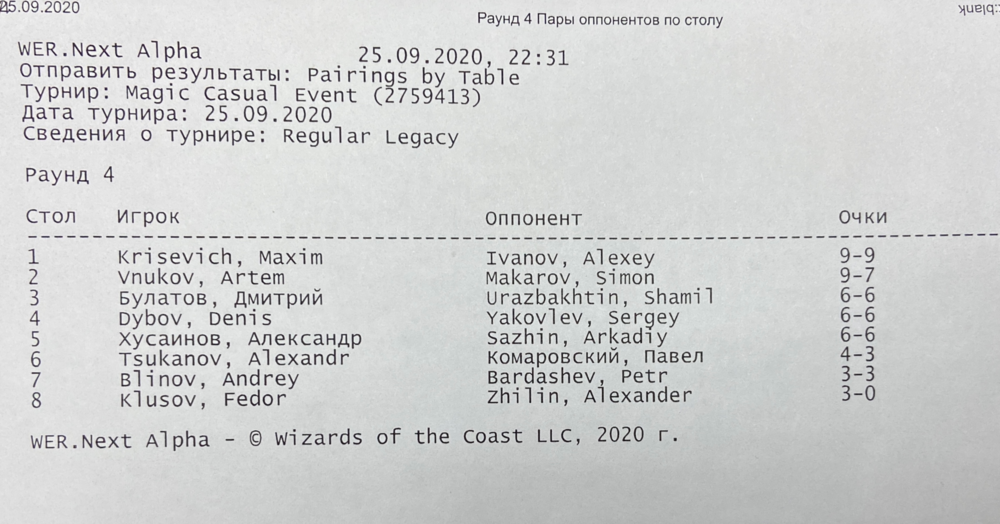 25.09.2020
Раунд 4 Пары оппонентов по столу
:blank
WER.Next Alpha 25.09.2020, 22:31
Отправить результаты: Pairings by Table
Турнир: Magic Casual Event (2759413)
Дата турнира: 25.09.2020
Сведения о турнире: Regular Legacy
Раунд 4
Стол Игрок Оппонент Очки
1 Krisevich, Maxim Ivanov, Alexey 9-9
2 Vnukov, Artem Makarov, Simon 9-7
3 Булатов, Дмитрий Urazbakhtin, Shamil 6-6
4 Dybov, Denis Yakovlev, Sergey 6-6
5 Хусаинов, Александр Sazhin, Arkadiy 6-6
6 Tsukanov, Alexandr Комаровский, Павел 4-3
7 Blinov, Andrey Bardashev, Petr 3-3
8 Klusov, Fedor Zhilin, Alexander 3-0
WER.Next Alpha - © Wizards of the Coast LLC, 2020 г.